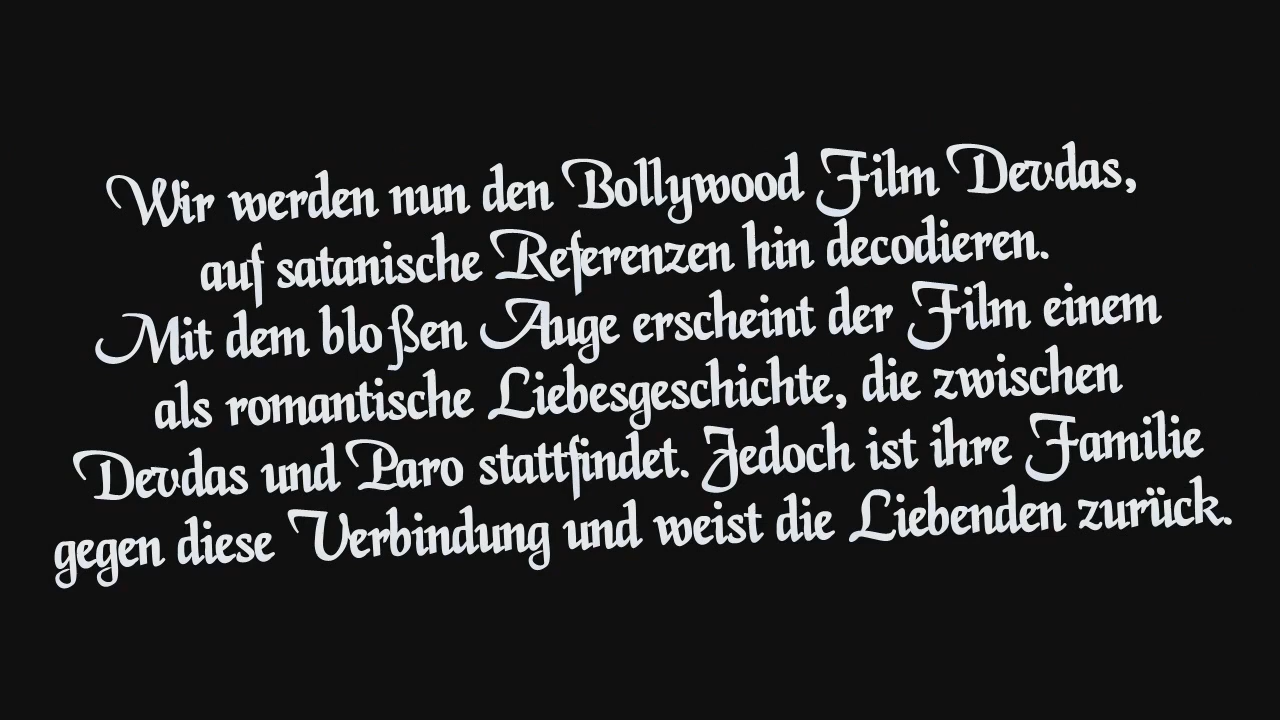 Wir werden nun den Bollywood Film Devdas,
auf satanische Referenzen hin decodieren.
Mit dem bloßen Auge erscheint der Film einem
als romantische Liebesgeschichte, die zwischen
Devdas und Paro stattfindet. Jedoch ist ihre Familie
gegen diese Verbindung und weist die Liebenden zurück.